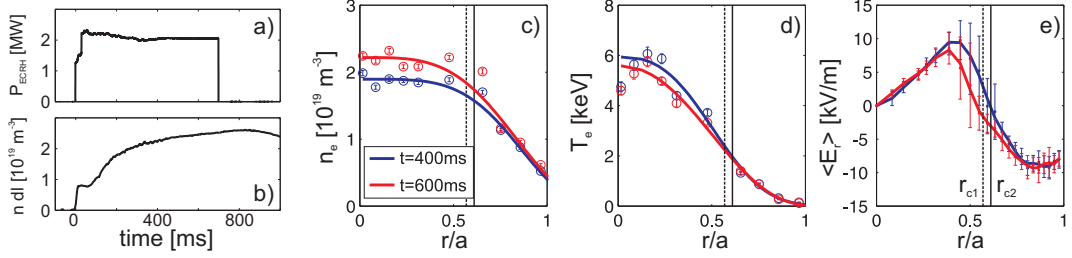 a)
P_ECRH [MW]
2
1
0
b)
n dl [10^19 m^-3]
2
1
0
0
400
800
time [ms]
c)
n_e [10^19 m^-3]
3
2
1
0
t=400ms
t=600ms
0
0.5
1
r/a
d)
T_e [keV]
8
6
4
2
0
0
0.5
1
r/a
e)
<E_r> [kV/m]
15
10
5
0
-5
-10
-15
r_c1
r_c2
0
0.5
1
r/a